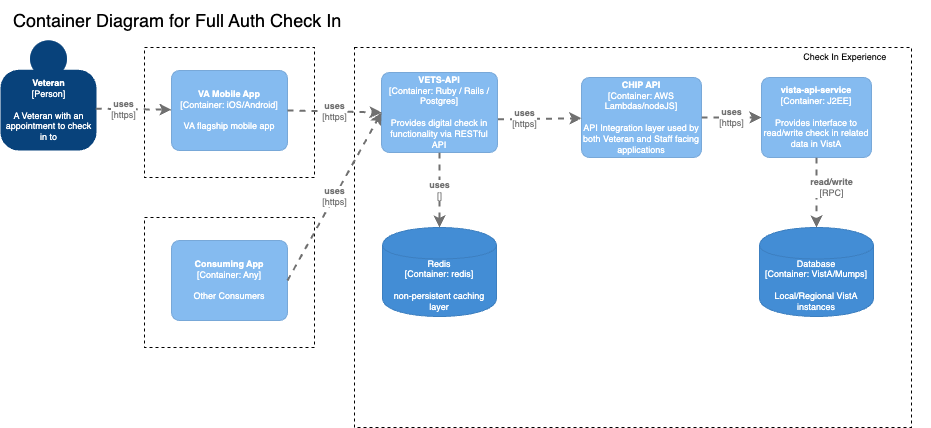 Container Diagram for Full Auth Check In
Check In Experience
Veteran
[Person]
A Veteran with an
appointment to check
in to
uses
[https]
VA Mobile App
[Container: iOS/Android]
VA flagship mobile app
uses
[https]
VETS-API
[Container: Ruby / Rails /
Postgres]
Provides digital check in
functionality via RESTful
API
uses
[https]
CHIP API
[Container: AWS
Lambdas/nodeJS]
API Integration layer used by
both Veteran and Staff facing
applications
uses
[https]
vista-api-service
[Container: J2EE]
Provides interface to
read/write check in related
data in VistA
uses
[https]
uses
[]
read/write
[RPC]
Consuming App
[Container: Any]
Other Consumers
Redis
[Container: redis]
non-persistent caching
layer
Database
[Container: VistA/Mumps]
Local/Regional VistA
instances